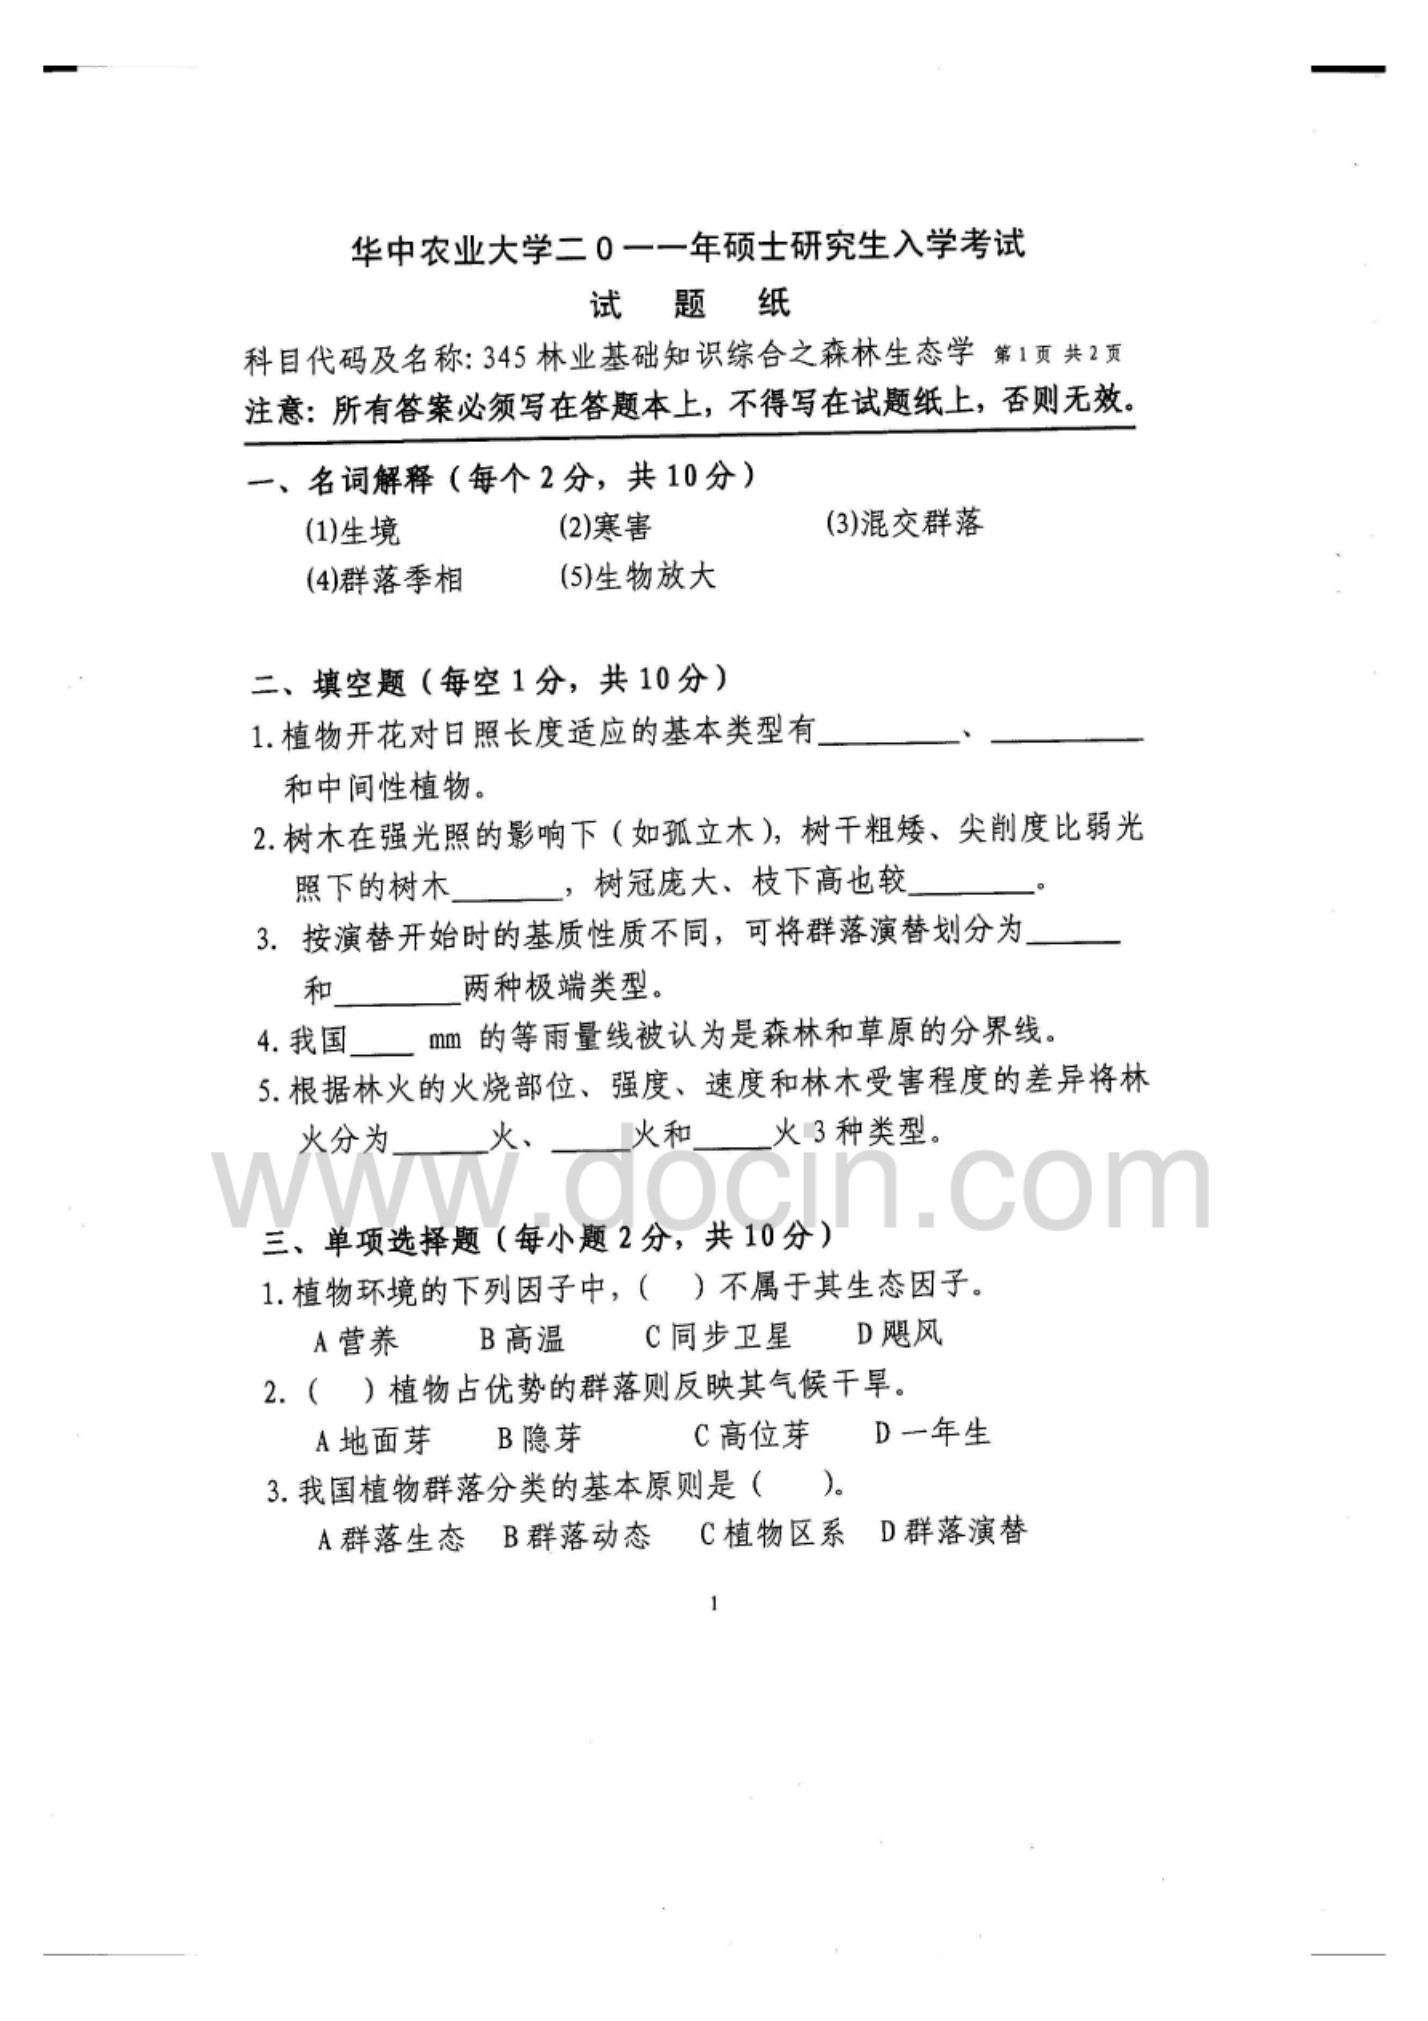 华中农业大学二0一一年硕士研究生入学考试
试 题 纸
科目代码及名称: 345 林业基础知识综合之森林生态学 第1页 共2页
注意: 所有答案必须写在答题本上, 不得写在试题纸上, 否则无效。
一、名词解释(每个2分, 共10分)
(1)生境 (2)寒害 (3)混交群落
(4)群落季相 (5)生物放大
二、填空题(每空1分, 共10分)
1.植物开花对日照长度适应的基本类型有_________、_________
和中间性植物。
2.树木在强光照的影响下(如孤立木), 树干粗矮、尖削度比弱光
照下的树木_______, 树冠庞大、枝下高也较________。
3. 按演替开始时的基质性质不同, 可将群落演替划分为______
和________两种极端类型。
4.我国____ mm 的等雨量线被认为是森林和草原的分界线。
5.根据林火的火烧部位、强度、速度和林木受害程度的差异将林
火分为______火、_____火和_____火3种类型。
www.docin.com
三、单项选择题(每小题2分, 共10分)
1.植物环境的下列因子中, ( )不属于其生态因子。
A营养 B高温 C同步卫星 D飓风
2. ( )植物占优势的群落则反映其气候干旱。
A地面芽 B隐芽 C高位芽 D一年生
3.我国植物群落分类的基本原则是( )。
A群落生态 B群落动态 C植物区系 D群落演替
1